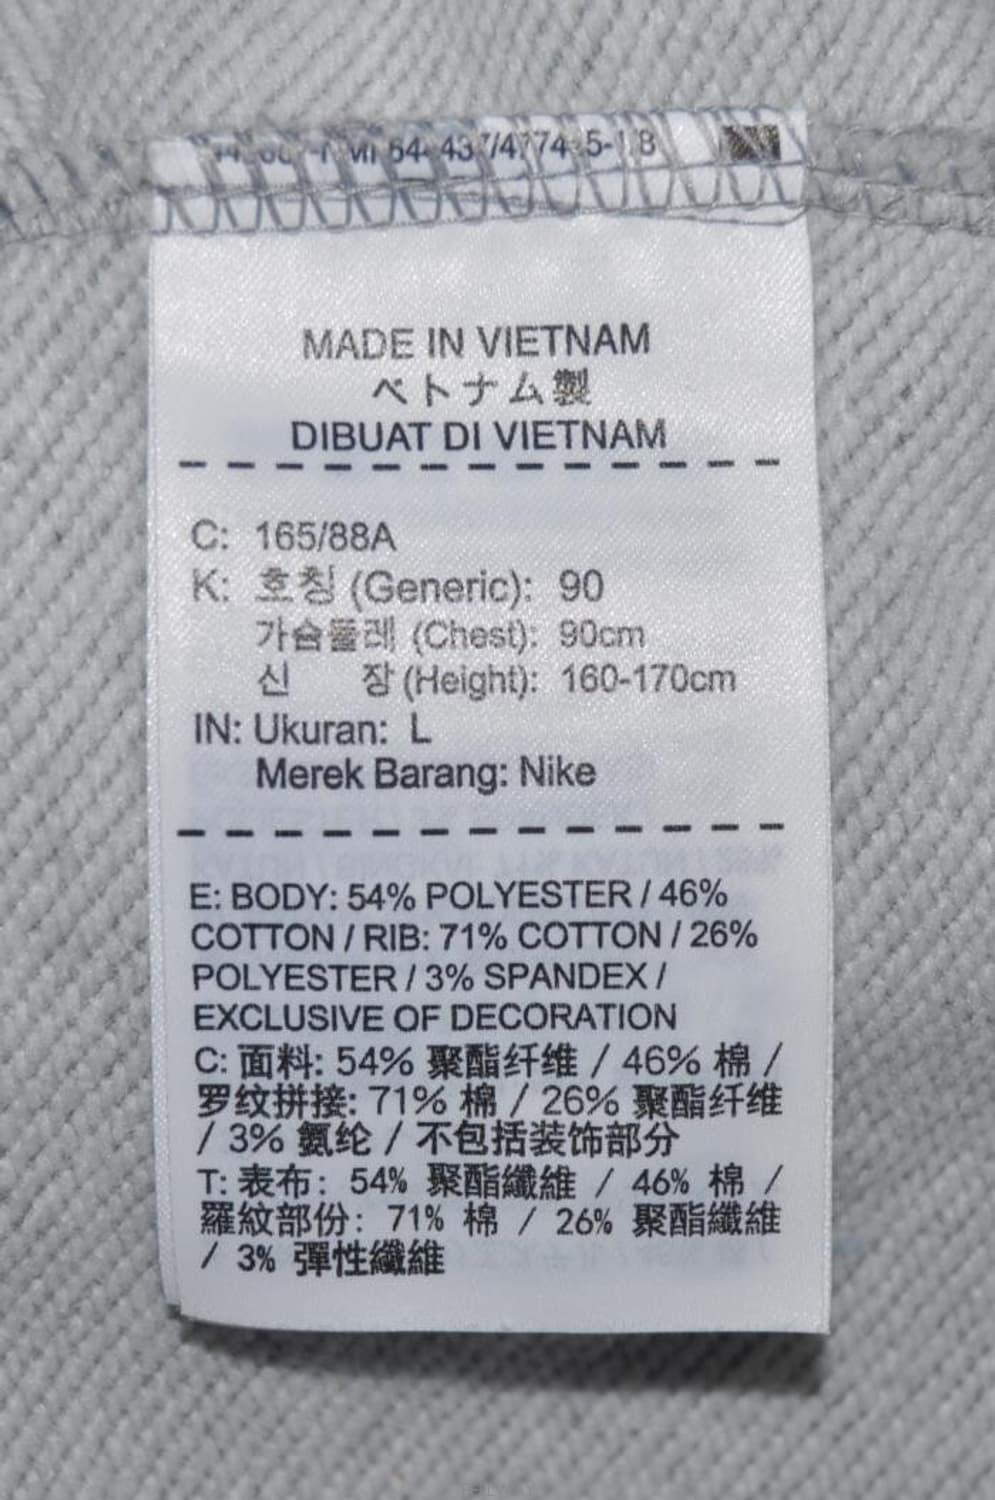 MADE IN VIETNAM
ベトナム製
DIBUAT DI VIETNAM
C: 165/88A
K: 호칭 (Generic): 90
가슴둘레 (Chest): 90cm
신 장 (Height): 160-170cm
IN: Ukuran: L
Merek Barang: Nike
E: BODY: 54% POLYESTER / 46%
COTTON / RIB: 71% COTTON / 26%
POLYESTER / 3% SPANDEX /
EXCLUSIVE OF DECORATION
C: 面料: 54% 聚酯纤维 / 46% 棉 /
罗纹拼接: 71% 棉 / 26% 聚酯纤维
/ 3% 氨纶 / 不包括装饰部分
T: 表布: 54% 聚酯纖維 / 46% 棉 /
羅紋部份: 71% 棉 / 26% 聚酯纖維
/ 3% 彈性纖維